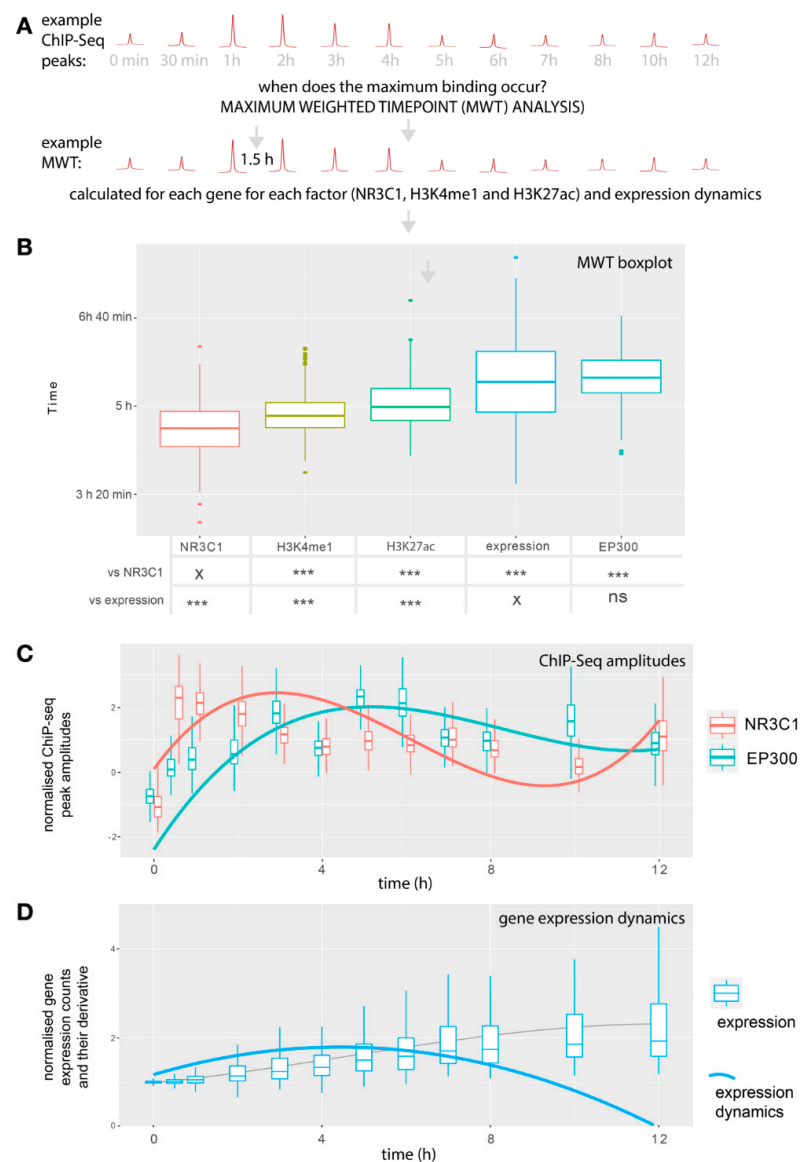 A
example
ChIP-Seq
peaks:
0 min 30 min 1h 2h 3h 4h 5h 6h 7h 8h 10h 12h
when does the maximum binding occur?
MAXIMUM WEIGHTED TIMEPOINT (MWT) ANALYSIS)
example
MWT:
1.5 h
calculated for each gene for each factor (NR3C1, H3K4me1 and H3K27ac) and expression dynamics
B
MWT boxplot
Time
6h 40 min
5 h
3 h 20 min
NR3C1 H3K4me1 H3K27ac expression EP300
vs NR3C1 X *** *** *** ***
vs expression *** *** *** X ns
C
ChIP-Seq amplitudes
normalised ChIP-seq
peak amplitudes
2
0
-2
0 4 8 12
time (h)
NR3C1
EP300
D
gene expression dynamics
normalised gene
expression counts
and their derivative
4
2
0
0 4 8 12
time (h)
expression
expression
dynamics